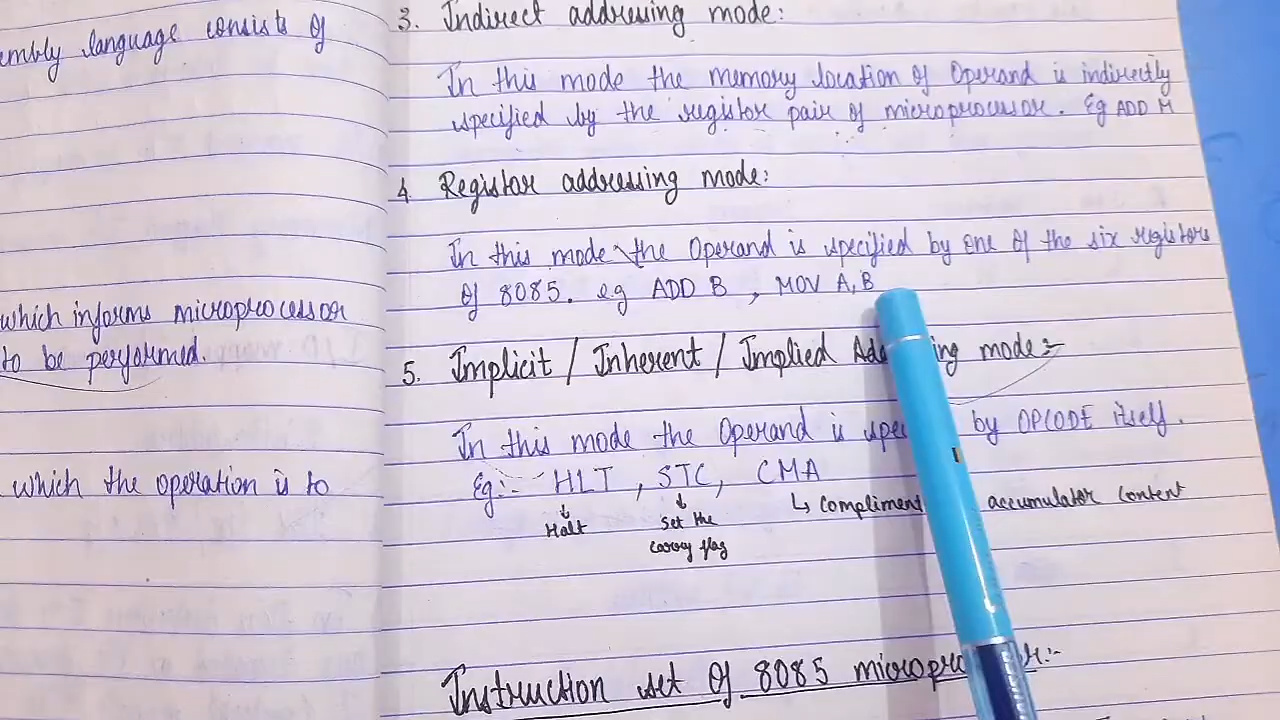 embly language consists of
which informs microprocessor
to be performed.
which the operation is to
3. Indirect addressing mode:
In this mode the memory location of Operand is indirectly
specified by the register pair of microprocessor. Eg ADD M
4 Register addressing mode:
In this mode the Operand is specified by one of the six registers
of 8085. eg ADD B , MOV A,B
5. Implicit / Inherent / Implied Add ing mode:-
In this mode the Operand is spec by OPCODE itself.
Eg:- HLT , STC, CMA
↓ Halt ↓ set the carry flag ↳ Compliment accumulator content
Instruction set Of 8085 micropro r:-